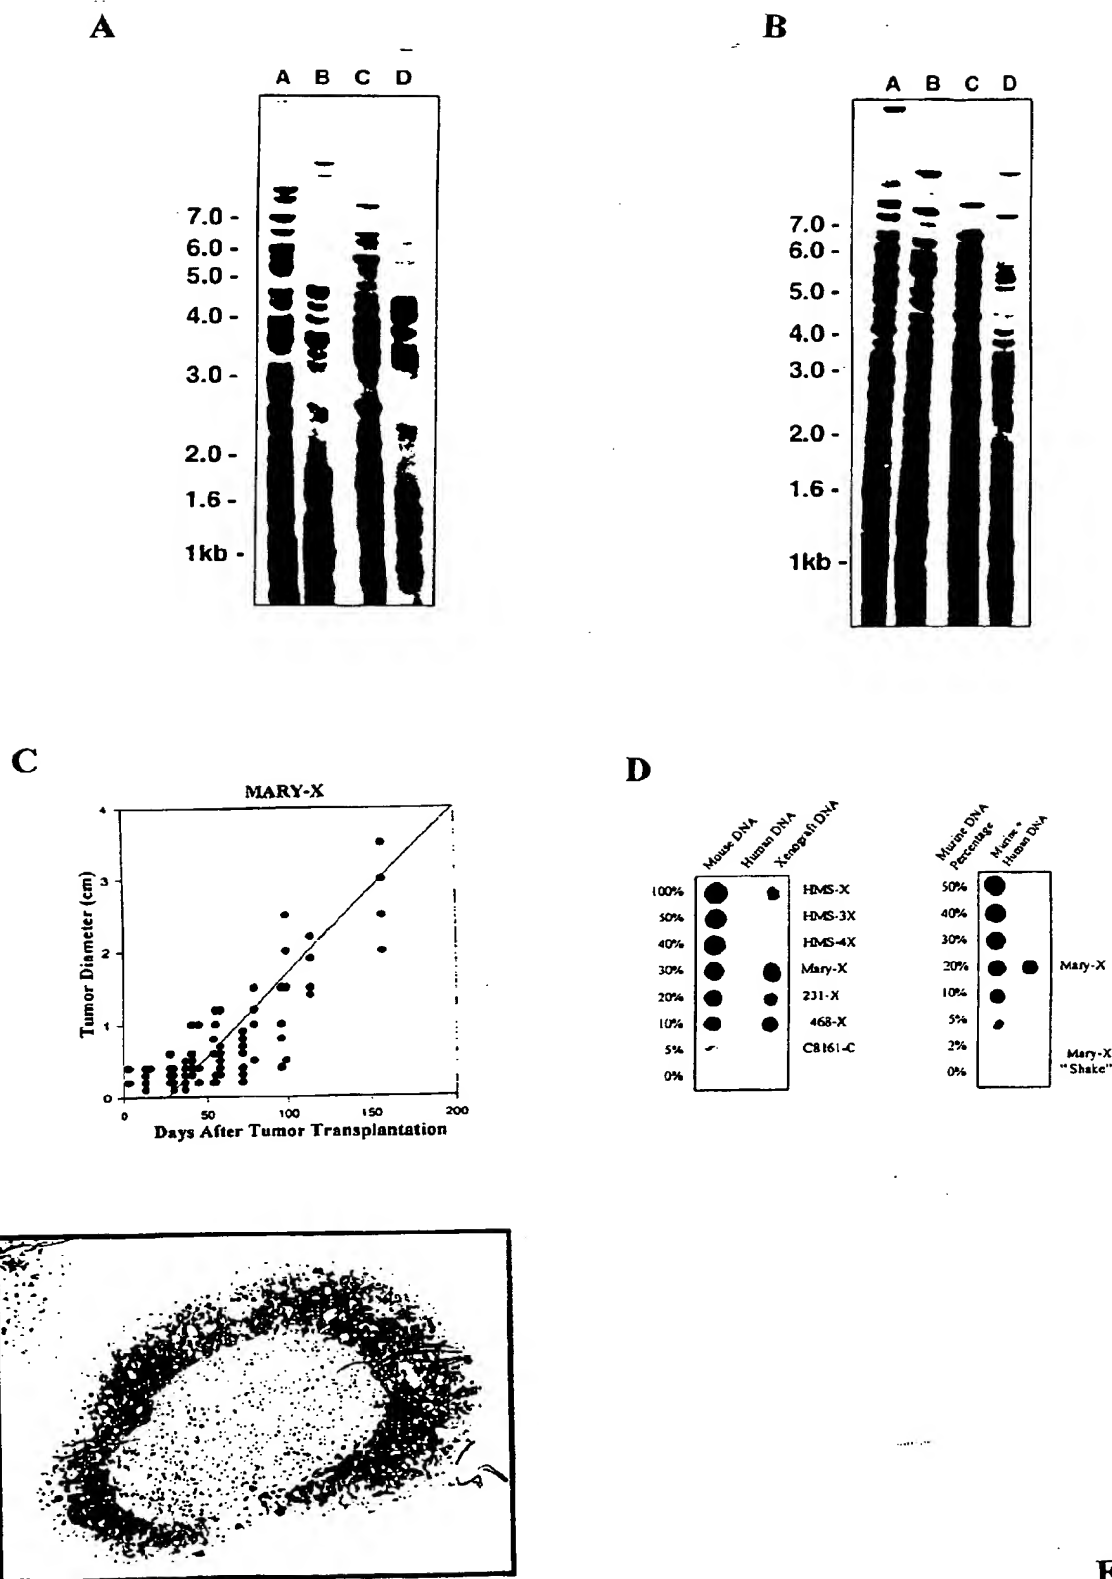 A
B
A B C D
7.0 -
6.0 -
5.0 -
4.0 -
3.0 -
2.0 -
1.6 -
1kb -
A B C D
7.0 -
6.0 -
5.0 -
4.0 -
3.0 -
2.0 -
1.6 -
1kb -
C
MARY-X
Tumor Diameter (cm)
4
3
2
1
0
0 50 100 150 200
Days After Tumor Transplantation
D
Mouse DNA
Human DNA
Xenograft DNA
100% HMS-X
50% HMS-3X
40% HMS-4X
30% Mary-X
20% 231-X
10% 468-X
5% C8161-C
0%
Murine DNA
Percentage
Murine +
Human DNA
50%
40%
30%
20% Mary-X
10%
5%
2%
0%
Mary-X
"Shake"